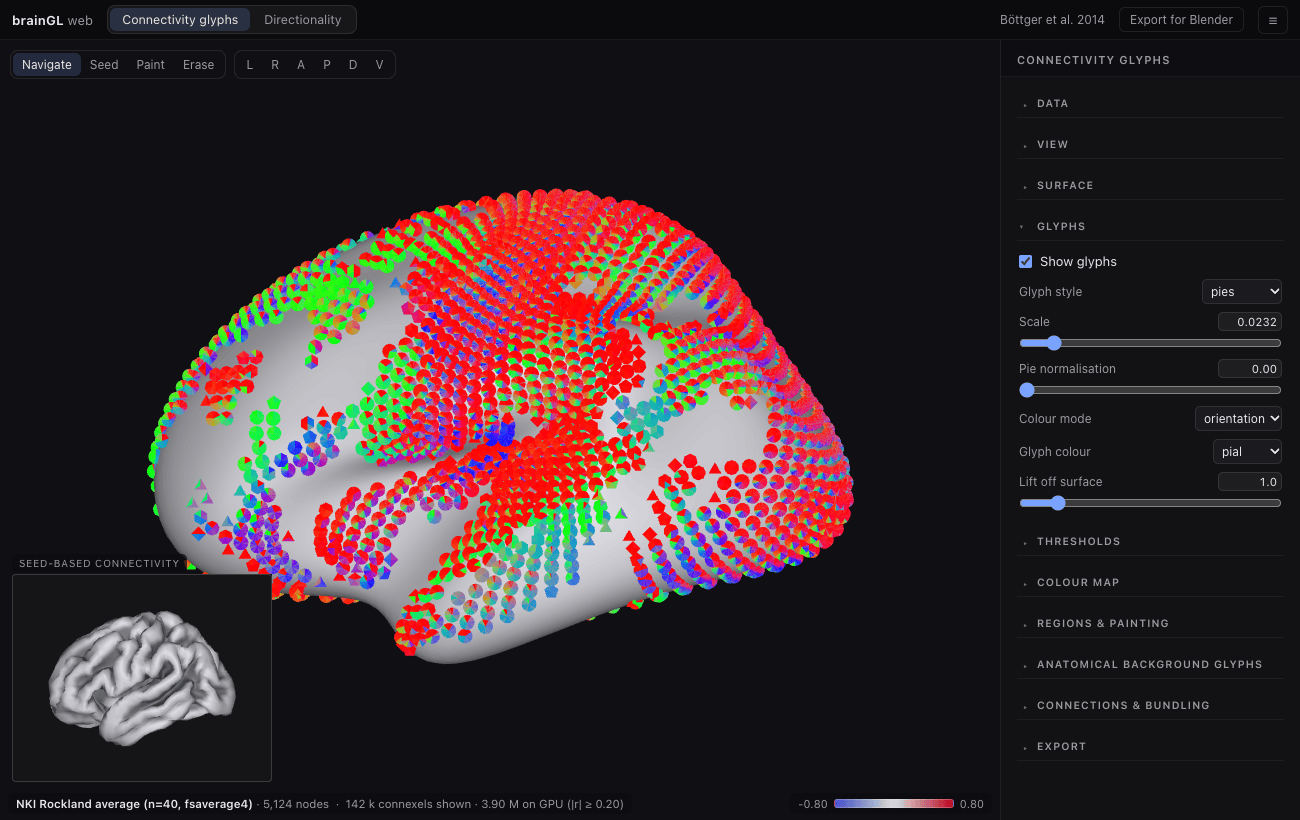 brainGL web Connectivity glyphs Directionality Böttger et al. 2014 Export for Blender ≡
Navigate Seed Paint Erase L R A P D V
CONNECTIVITY GLYPHS
DATA
VIEW
SURFACE
GLYPHS
Show glyphs
Glyph style pies
Scale 0.0232
Pie normalisation 0.00
Colour mode orientation
Glyph colour pial
Lift off surface 1.0
THRESHOLDS
COLOUR MAP
REGIONS & PAINTING
ANATOMICAL BACKGROUND GLYPHS
CONNECTIONS & BUNDLING
EXPORT
SEED-BASED CONNECTIVITY
NKI Rockland average (n=40, fsaverage4) · 5,124 nodes · 142 k connexels shown · 3.90 M on GPU (|r| ≥ 0.20)
-0.80 0.80